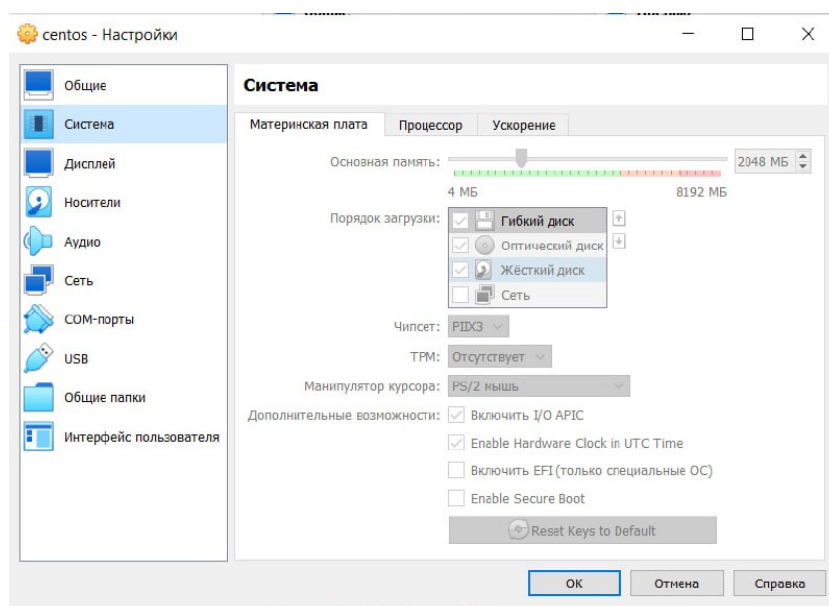 centos - Настройки
Общие
Система
Дисплей
Носители
Аудио
Сеть
COM-порты
USB
Общие папки
Интерфейс пользователя
Система
Материнская плата Процессор Ускорение
Основная память: 2048 МБ
4 МБ 8192 МБ
Порядок загрузки: Гибкий диск
Оптический диск
Жёсткий диск
Сеть
Чипсет: PIIX3
TPM: Отсутствует
Манипулятор курсора: PS/2 мышь
Дополнительные возможности: Включить I/O APIC
Enable Hardware Clock in UTC Time
Включить EFI (только специальные ОС)
Enable Secure Boot
Reset Keys to Default
OK Отмена Справка